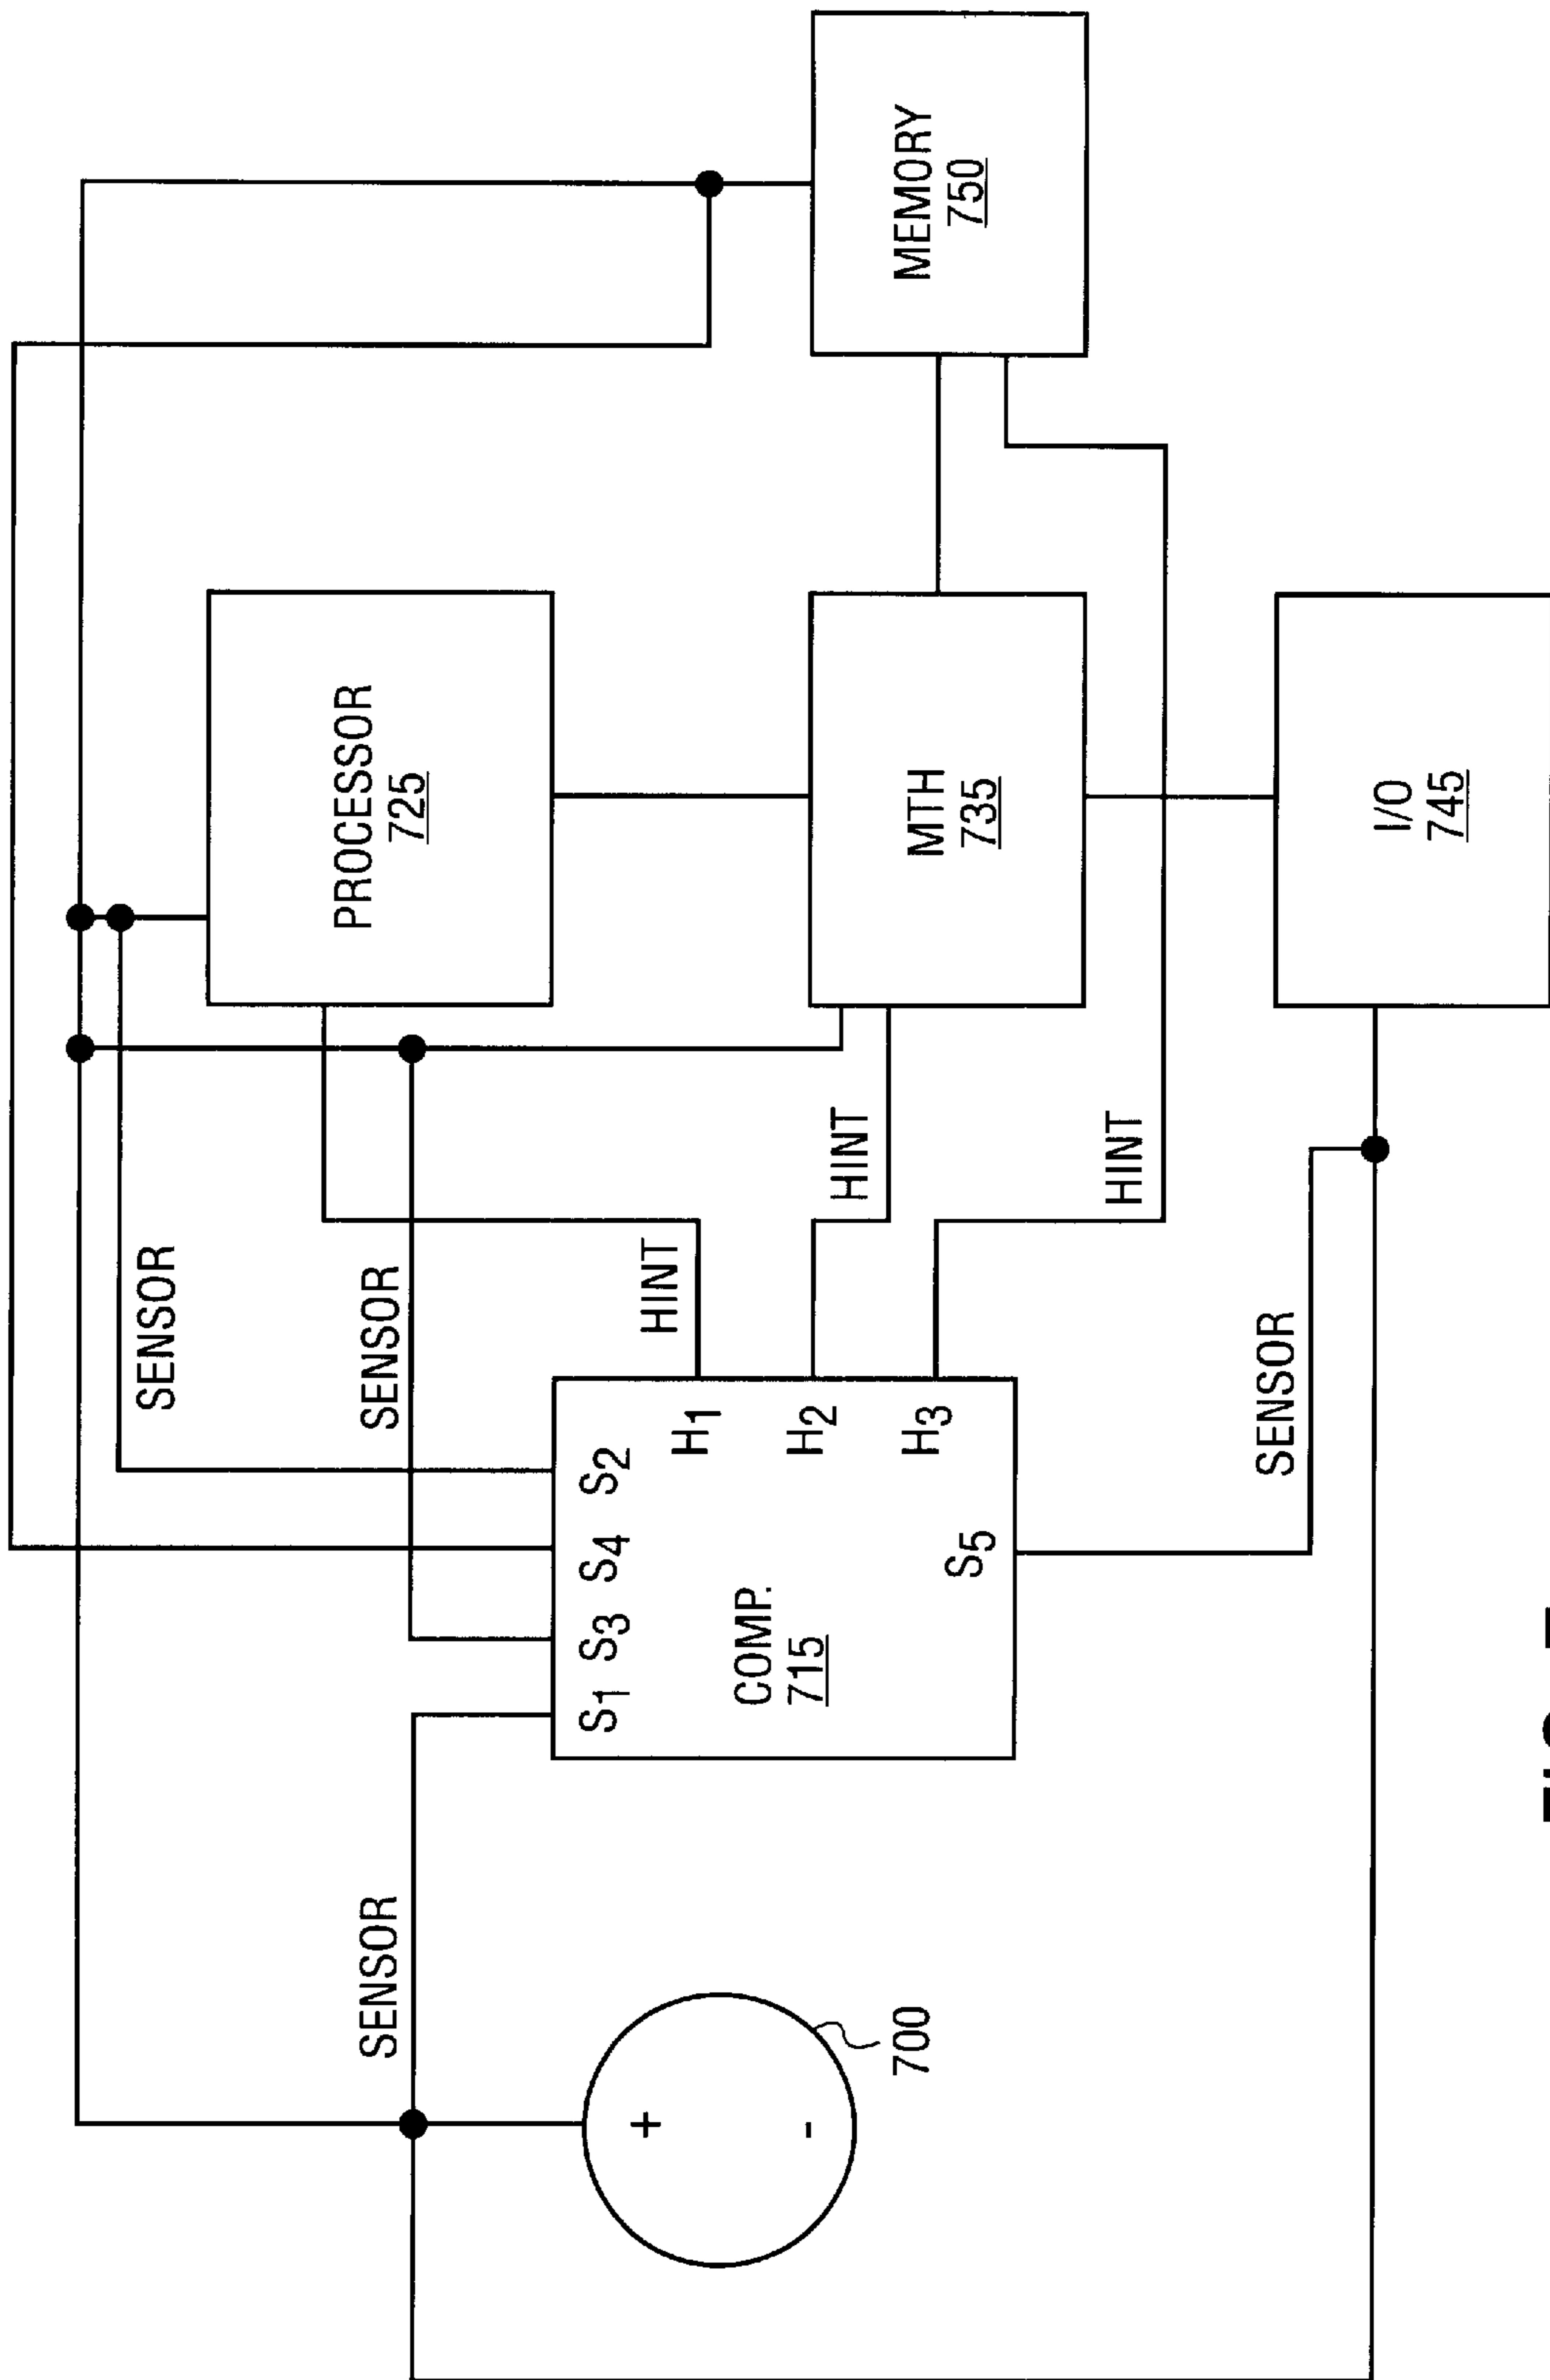 SENSOR
SENSOR
SENSOR
SENSOR
HINT
HINT
HINT
PROCESSOR
725
MTH
735
I/O
745
MEMORY
750
COMP.
715
S1
S3
S4
S2
H1
H2
H3
S5
+
-
700